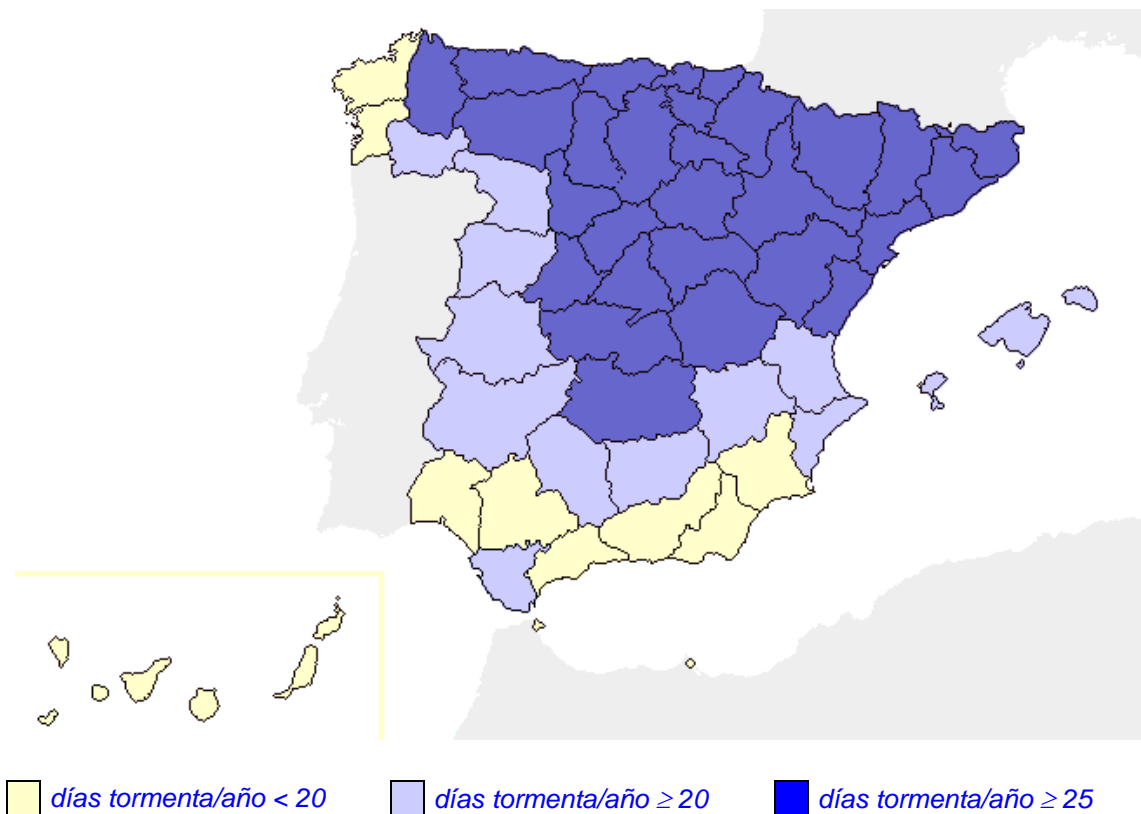 días tormenta/año < 20
días tormenta/año ≥ 20
días tormenta/año ≥ 25